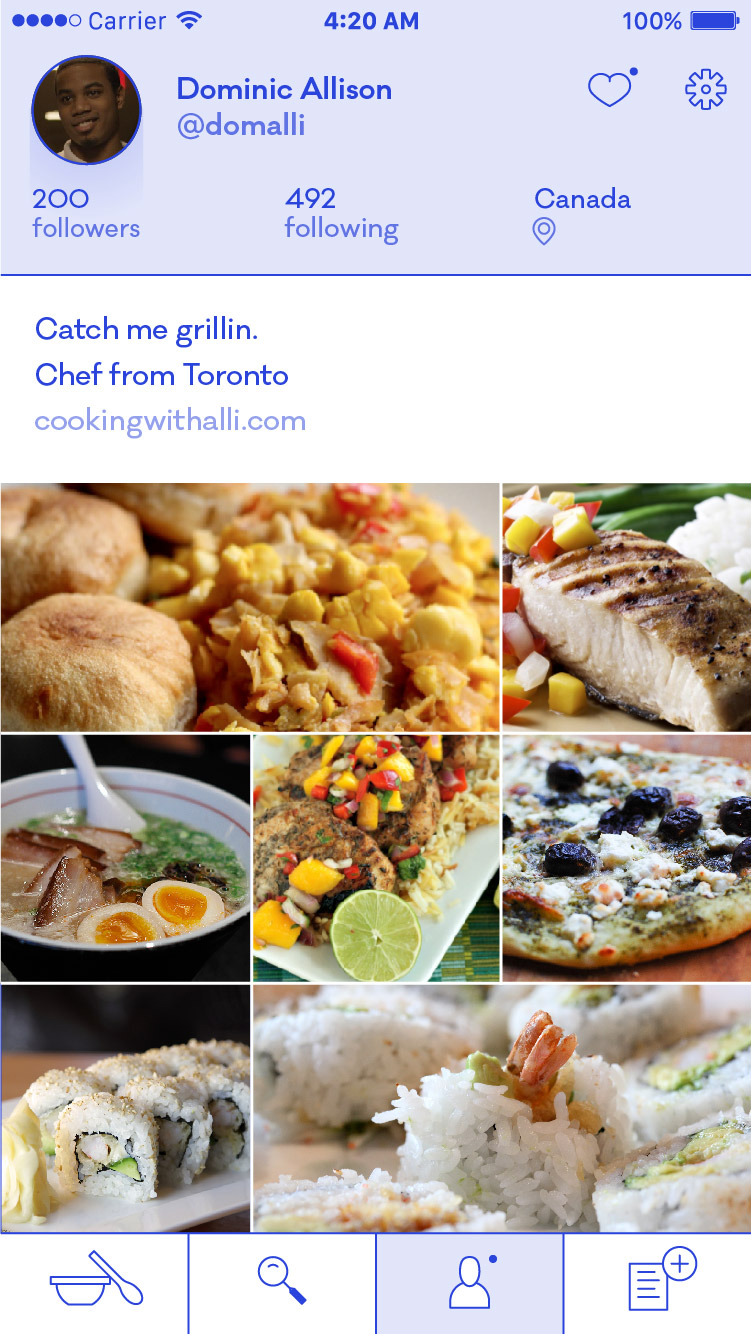 Carrier 4:20 AM 100%
Dominic Allison
@domalli
200 492 Canada
followers following
Catch me grillin.
Chef from Toronto
cookingwithalli.com